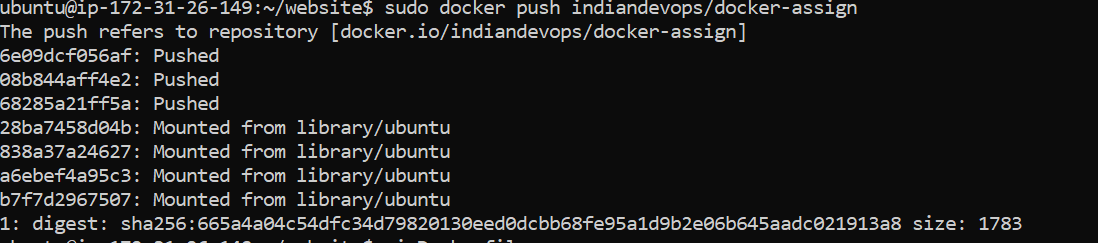 ubuntu@ip-172-31-26-149:~/website$ sudo docker push indiandevops/docker-assign
The push refers to repository [docker.io/indiandevops/docker-assign]
6e09dcf056af: Pushed
08b844aff4e2: Pushed
68285a21ff5a: Pushed
28ba7458d04b: Mounted from library/ubuntu
838a37a24627: Mounted from library/ubuntu
a6ebef4a95c3: Mounted from library/ubuntu
b7f7d2967507: Mounted from library/ubuntu
1: digest: sha256:665a4a04c54dfc34d79820130eed0dcbb68fe95a1d9b2e06b645aadc021913a8 size: 1783